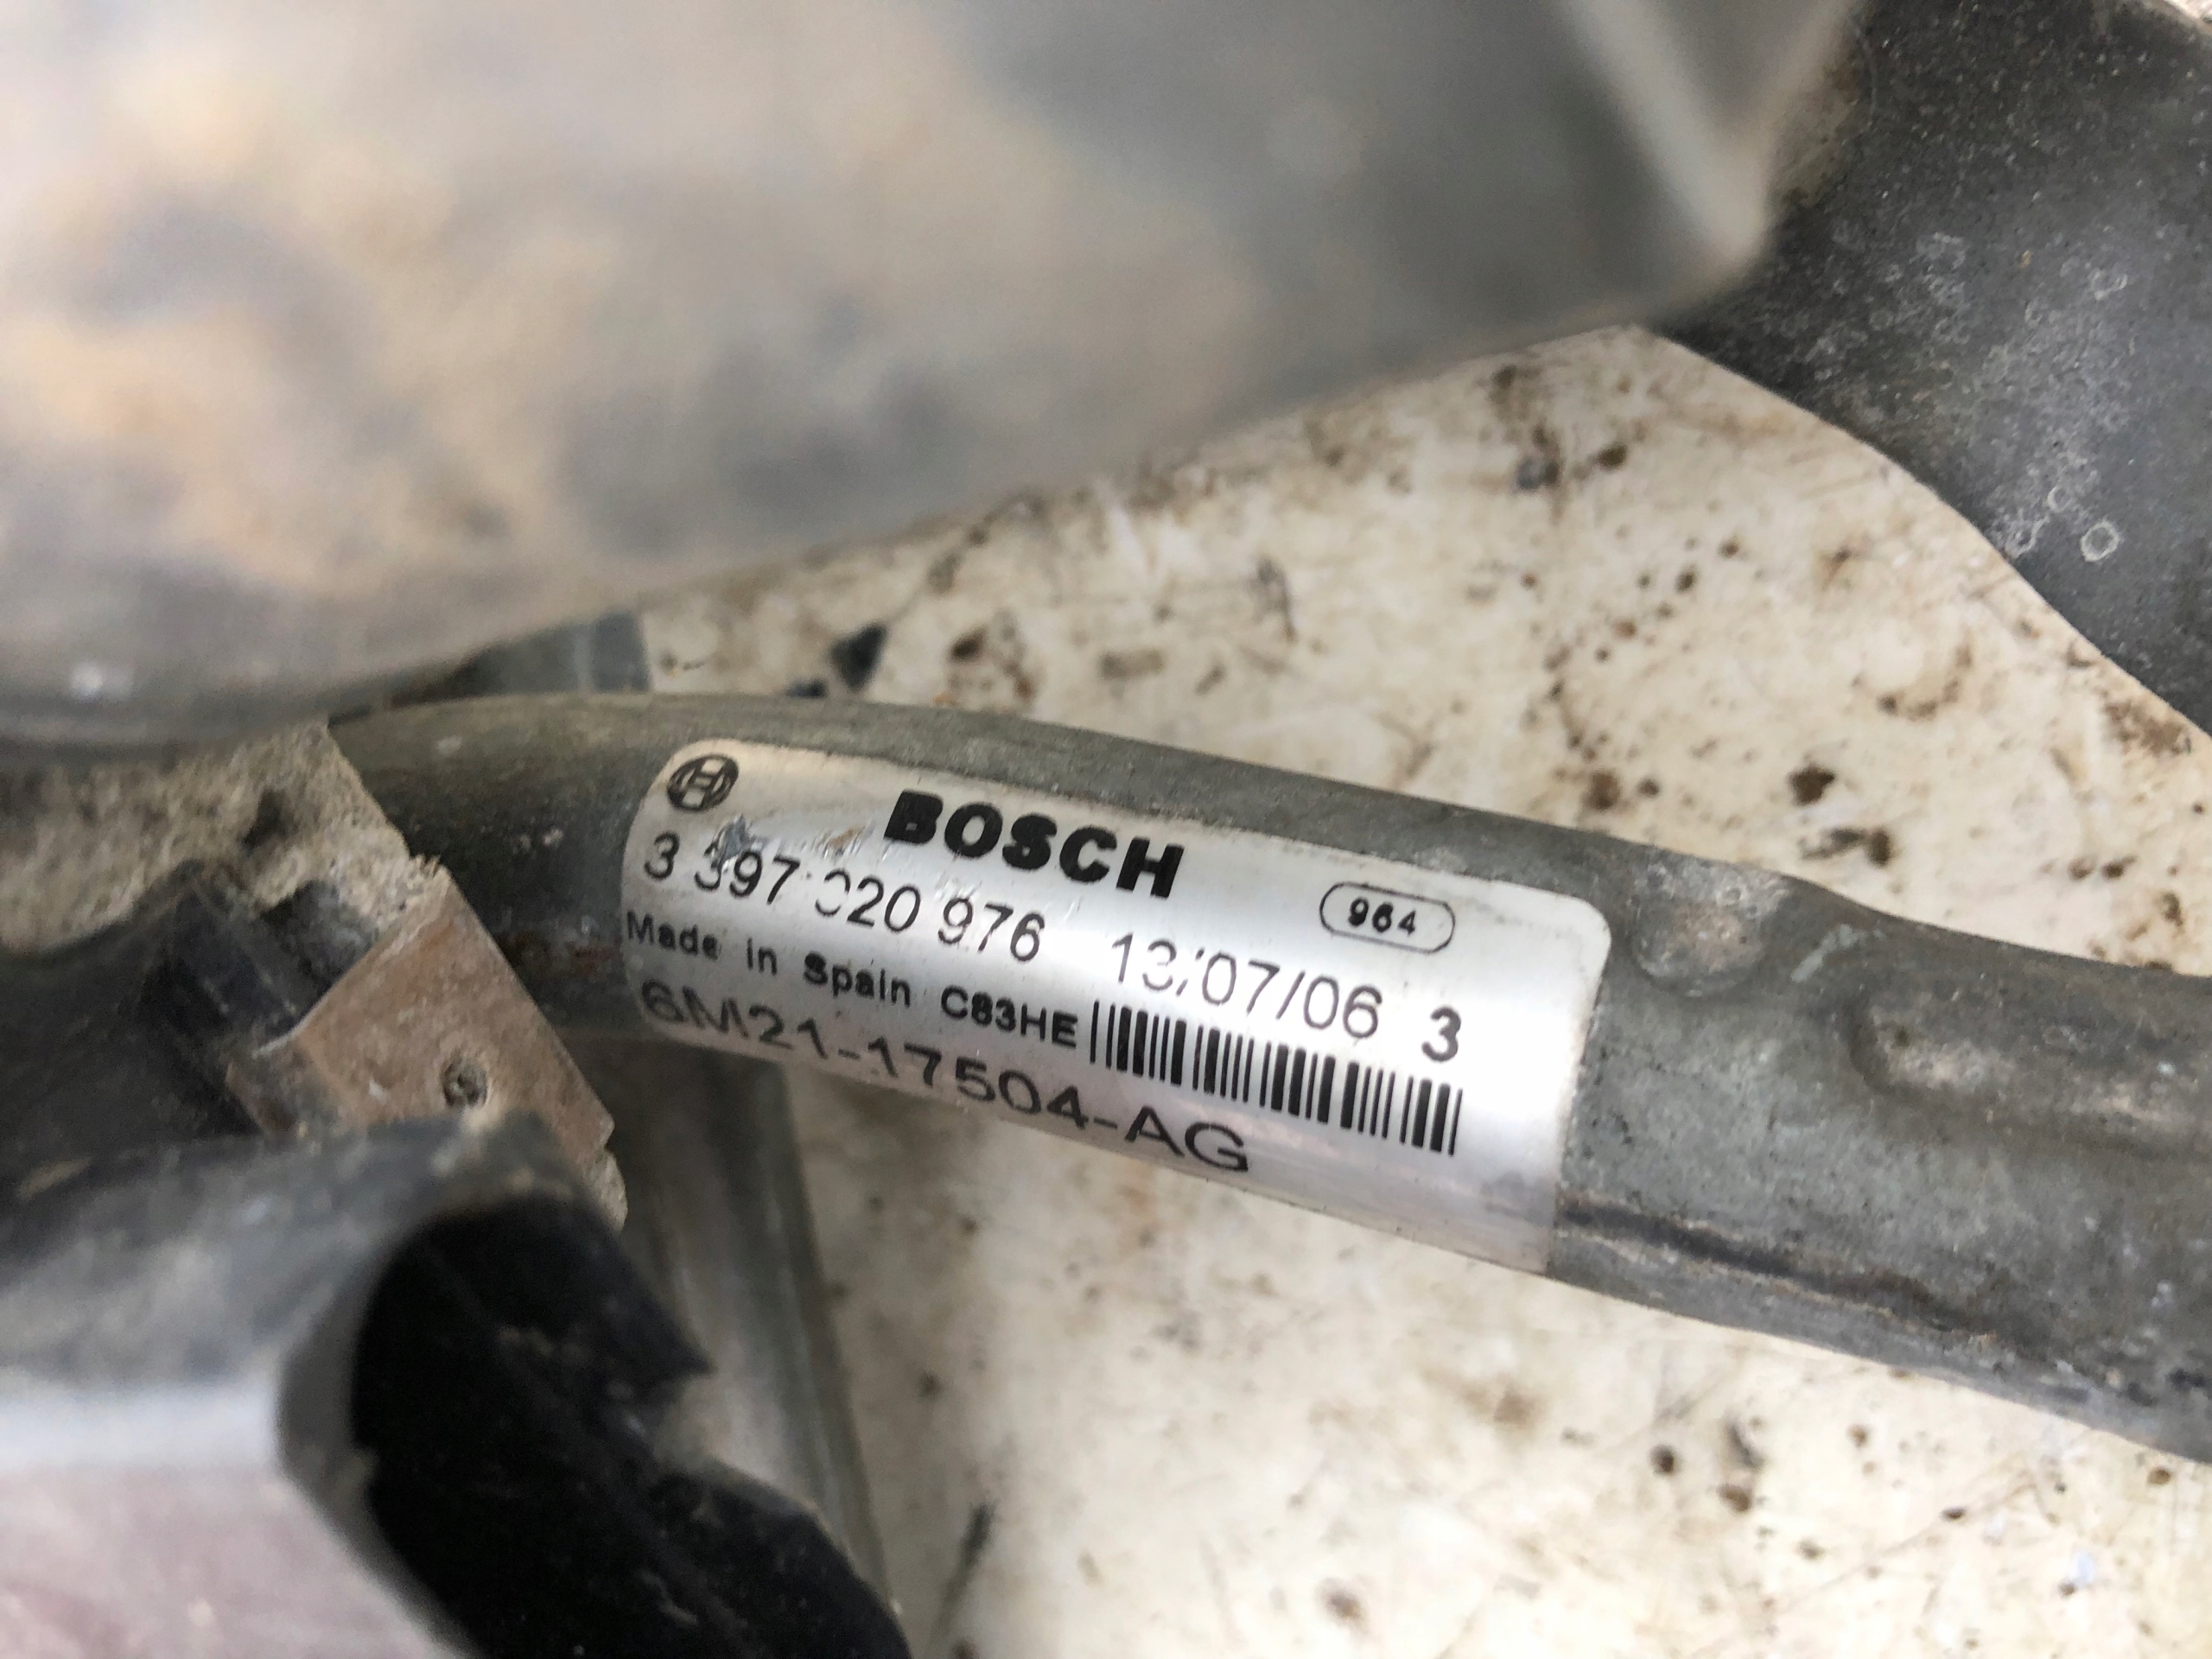 BOSCH
964
3 397 020 976 13/07/06 3
Made in Spain C83HE
6M21-17504-AG